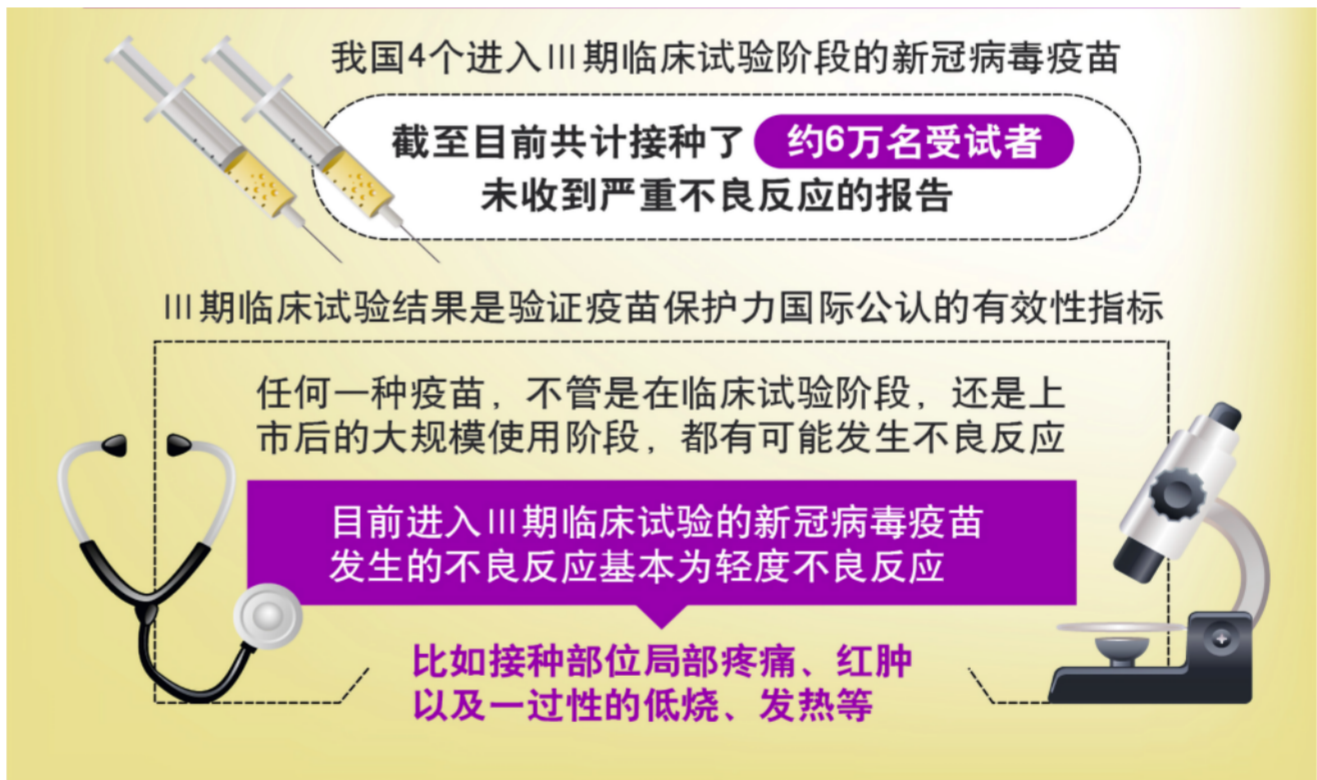 我国4个进入III期临床试验阶段的新冠病毒疫苗
截至目前共计接种了 约6万名受试者
未收到严重不良反应的报告
III期临床试验结果是验证疫苗保护力国际公认的有效性指标
任何一种疫苗，不管是在临床试验阶段，还是上
市后的大规模使用阶段，都有可能发生不良反应
目前进入III期临床试验的新冠病毒疫苗
发生的不良反应基本为轻度不良反应
比如接种部位局部疼痛、红肿
以及一过性的低烧、发热等